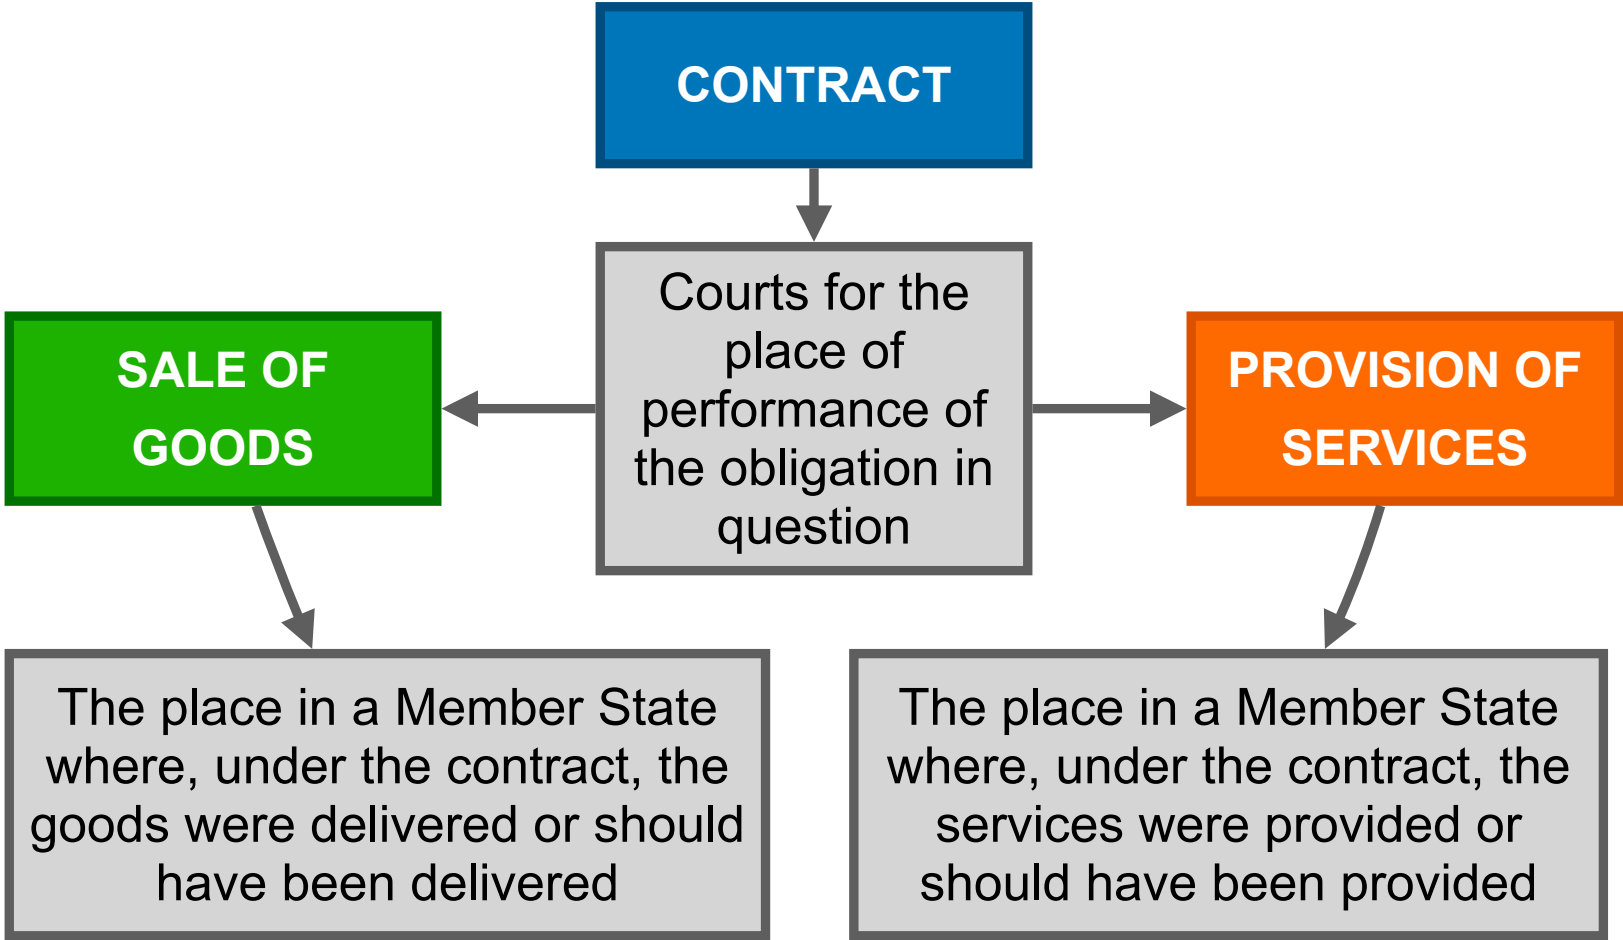 CONTRACT
Courts for the
place of
performance of
the obligation in
question
SALE OF
GOODS
PROVISION OF
SERVICES
The place in a Member State
where, under the contract, the
goods were delivered or should
have been delivered
The place in a Member State
where, under the contract, the
services were provided or
should have been provided